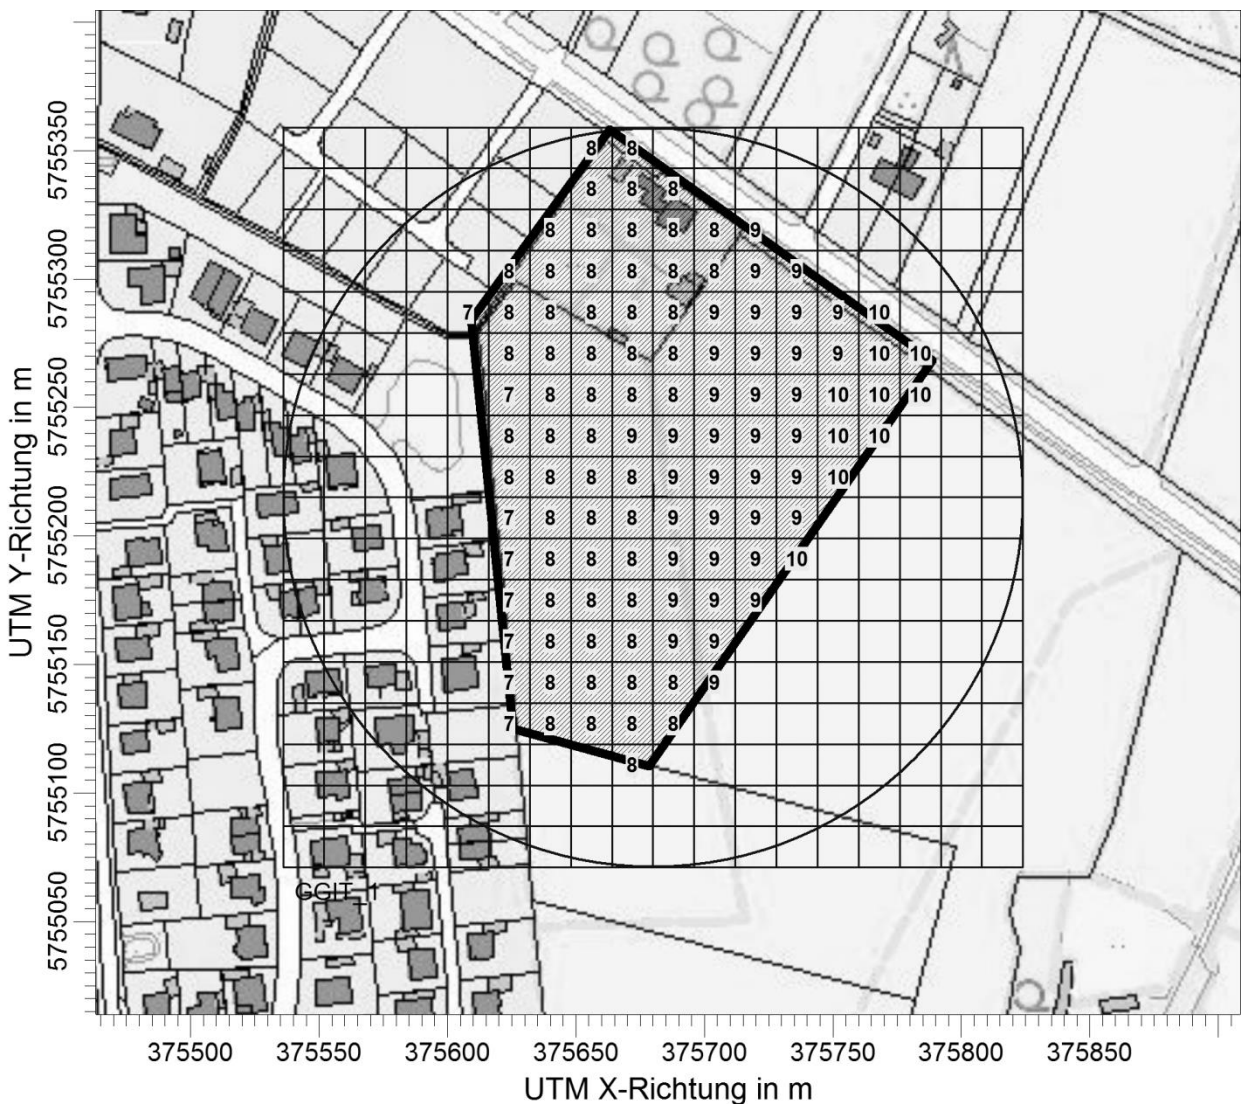 8 8
8 8 8
8 8 8 8 8 9
8 8 8 8 8 8 9 9
7
8 8 8 8 8 9 9 9 9 10
8 8 8 8 8 9 9 9 9 10 10
7 8 8 8 8 8 9 9 10 10 10
8 8 8 9 9 9 9 9 10 10
8 8 8 8 9 9 9 9 10
7 8 8 8 9 9 9 9
7 8 8 8 9 9 9 10
7 8 8 8 9 9 9
7 8 8 8 9 9
7 8 8 8 8 9
7 8 8 8 8
8
GGIT_1
UTM Y-Richtung in m
5755350
5755300
5755250
5755200
5755150
5755100
5755050
375500 375550 375600 375650 375700 375750 375800 375850
UTM X-Richtung in m